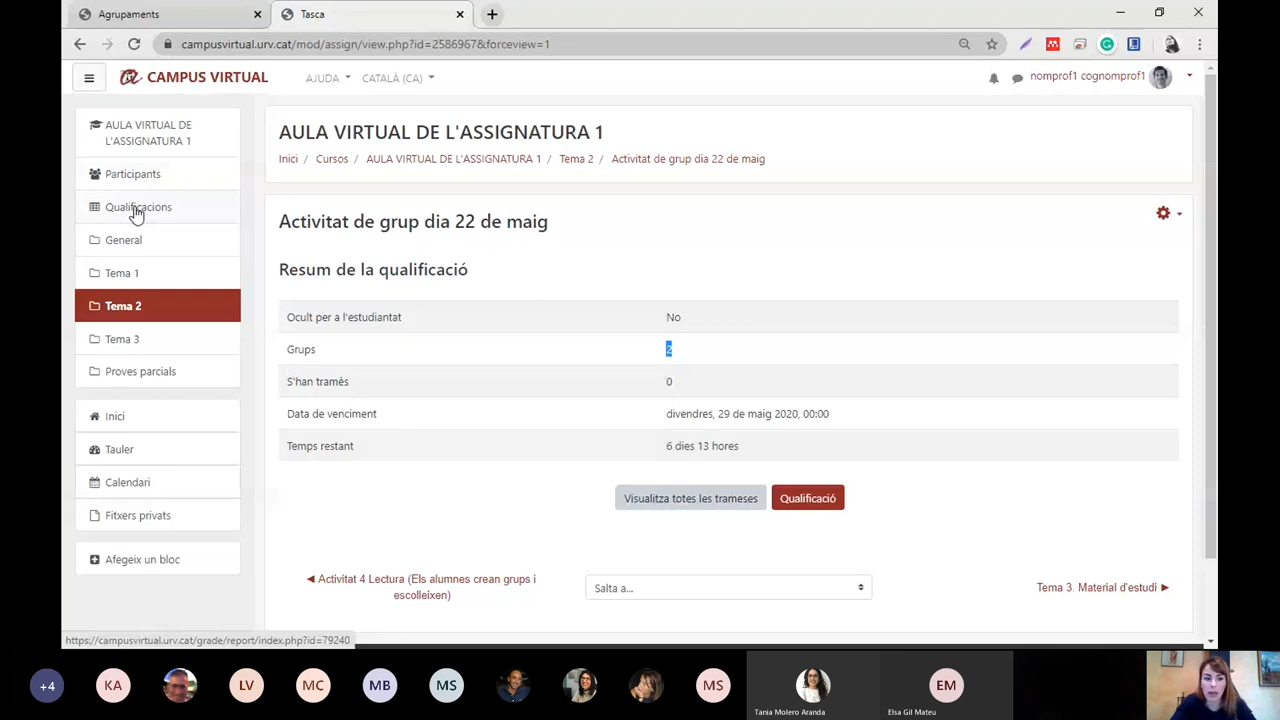 Agrupaments
Tasca
campusvirtual.urv.cat/mod/assign/view.php?id=2586967&forceview=1
CAMPUS VIRTUAL
AJUDA
CATALÀ (CA)
nomprof1 cognomprof1
AULA VIRTUAL DE
L'ASSIGNATURA 1
Participants
Qualificacions
General
Tema 1
Tema 2
Tema 3
Proves parcials
Inici
Tauler
Calendari
Fitxers privats
Afegeix un bloc
AULA VIRTUAL DE L'ASSIGNATURA 1
Inici / Cursos / AULA VIRTUAL DE L'ASSIGNATURA 1 / Tema 2 / Activitat de grup dia 22 de maig
Activitat de grup dia 22 de maig
Resum de la qualificació
Ocult per a l'estudiantat No
Grups 2
S'han tramès 0
Data de venciment divendres, 29 de maig 2020, 00:00
Temps restant 6 dies 13 hores
Visualitza totes les trameses Qualificació
◀ Activitat 4 Lectura (Els alumnes crean grups i
escolleixen)
Salta a...
Tema 3. Material d'estudi ▶
https://campusvirtual.urv.cat/grade/report/index.php?id=79240
+4 KA LV MC MB MS MS EM
Tania Molero Aranda
Elsa Gil Mateu